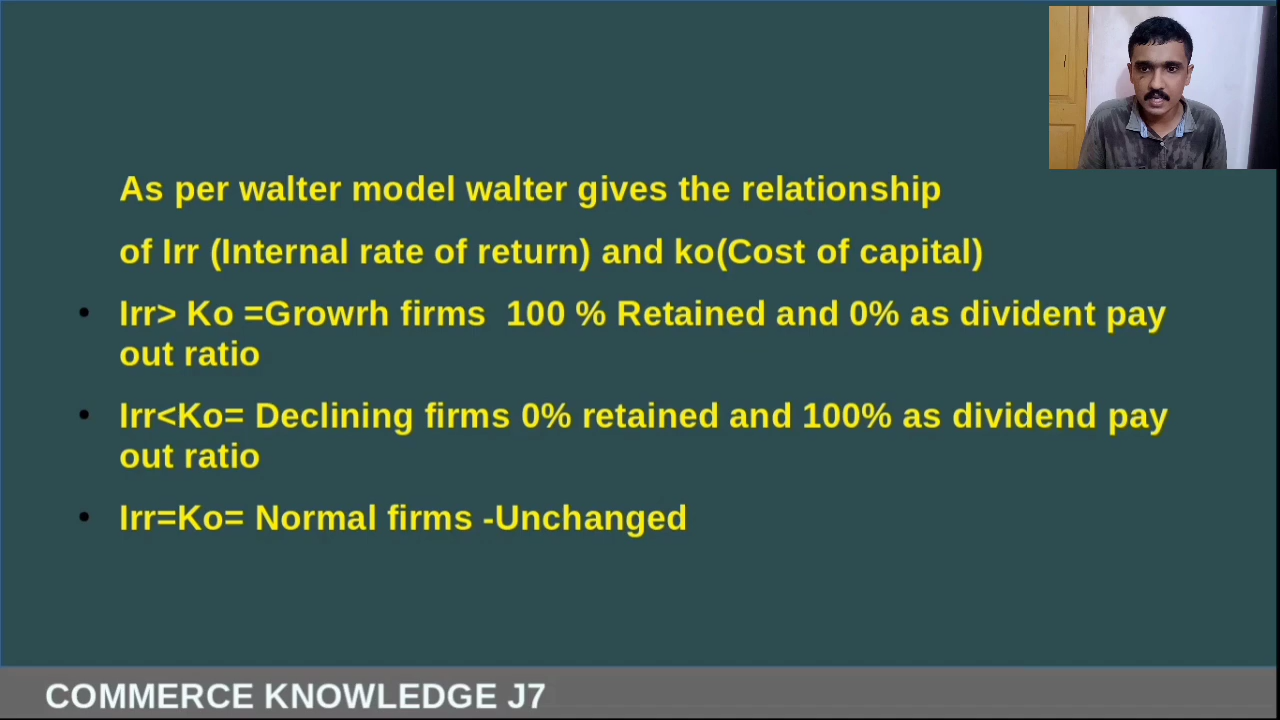 As per walter model walter gives the relationship
of Irr (Internal rate of return) and ko(Cost of capital)
• Irr> Ko =Growrh firms  100 % Retained and 0% as divident pay
out ratio
• Irr<Ko= Declining firms 0% retained and 100% as dividend pay
out ratio
• Irr=Ko= Normal firms -Unchanged
COMMERCE KNOWLEDGE J7